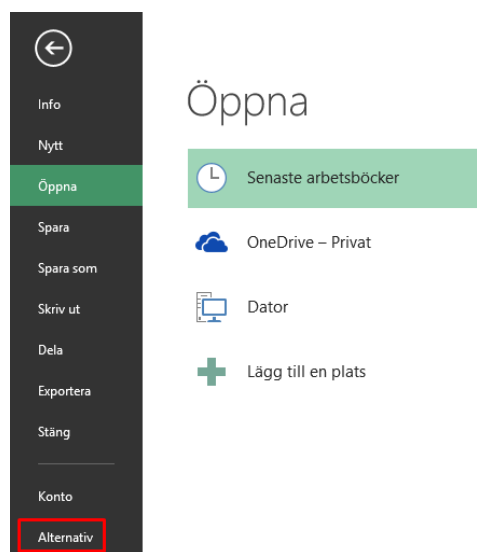 Info
Nytt
Öppna
Spara
Spara som
Skriv ut
Dela
Exportera
Stäng
Konto
Alternativ
Öppna
Senaste arbetsböcker
OneDrive – Privat
Dator
Lägg till en plats